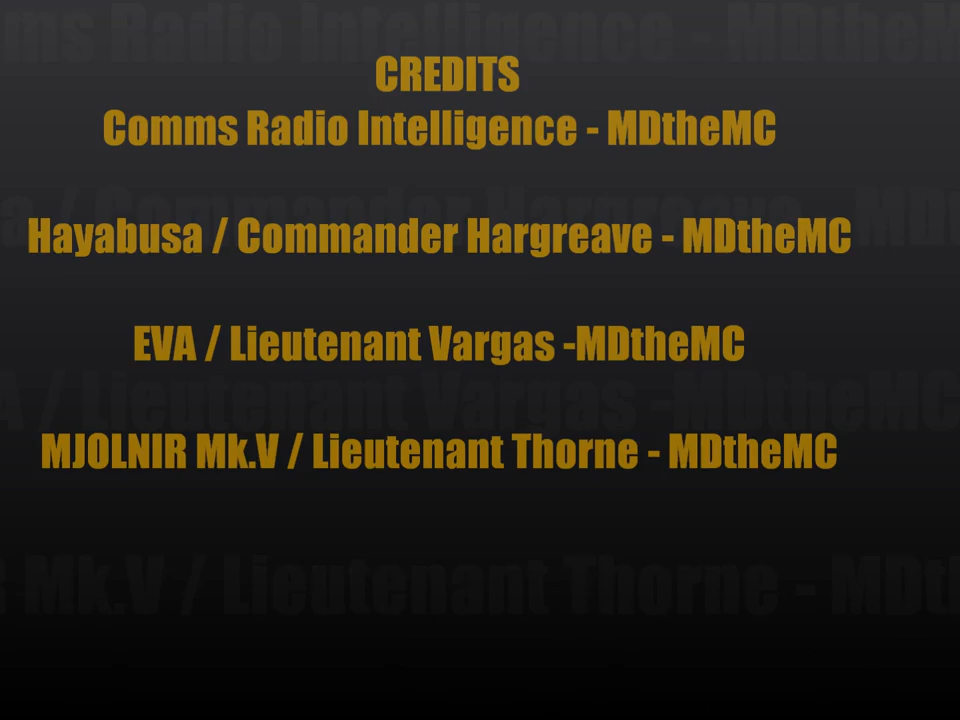 CREDITS
Comms Radio Intelligence - MDtheMC
Hayabusa / Commander Hargreave - MDtheMC
EVA / Lieutenant Vargas -MDtheMC
MJOLNIR Mk.V / Lieutenant Thorne - MDtheMC